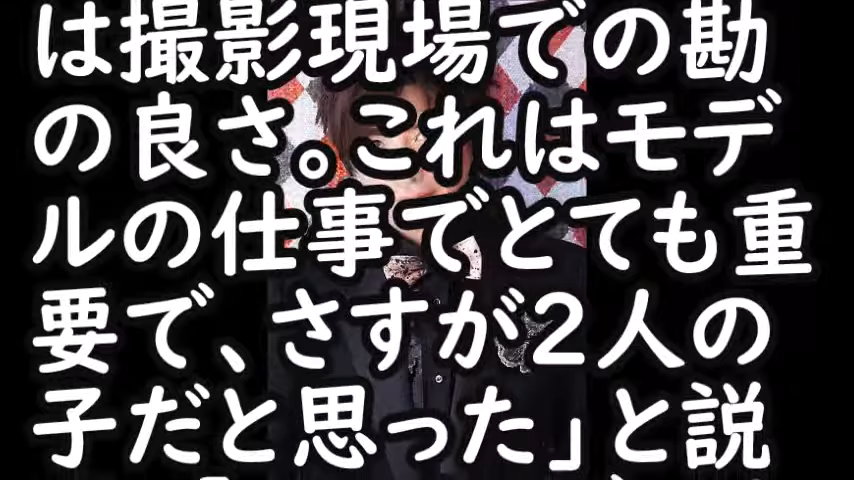 は撮影現場での勘
の良さ。これはモデ
ルの仕事でとても重
要で、さすが2人の
子だと思った」と説